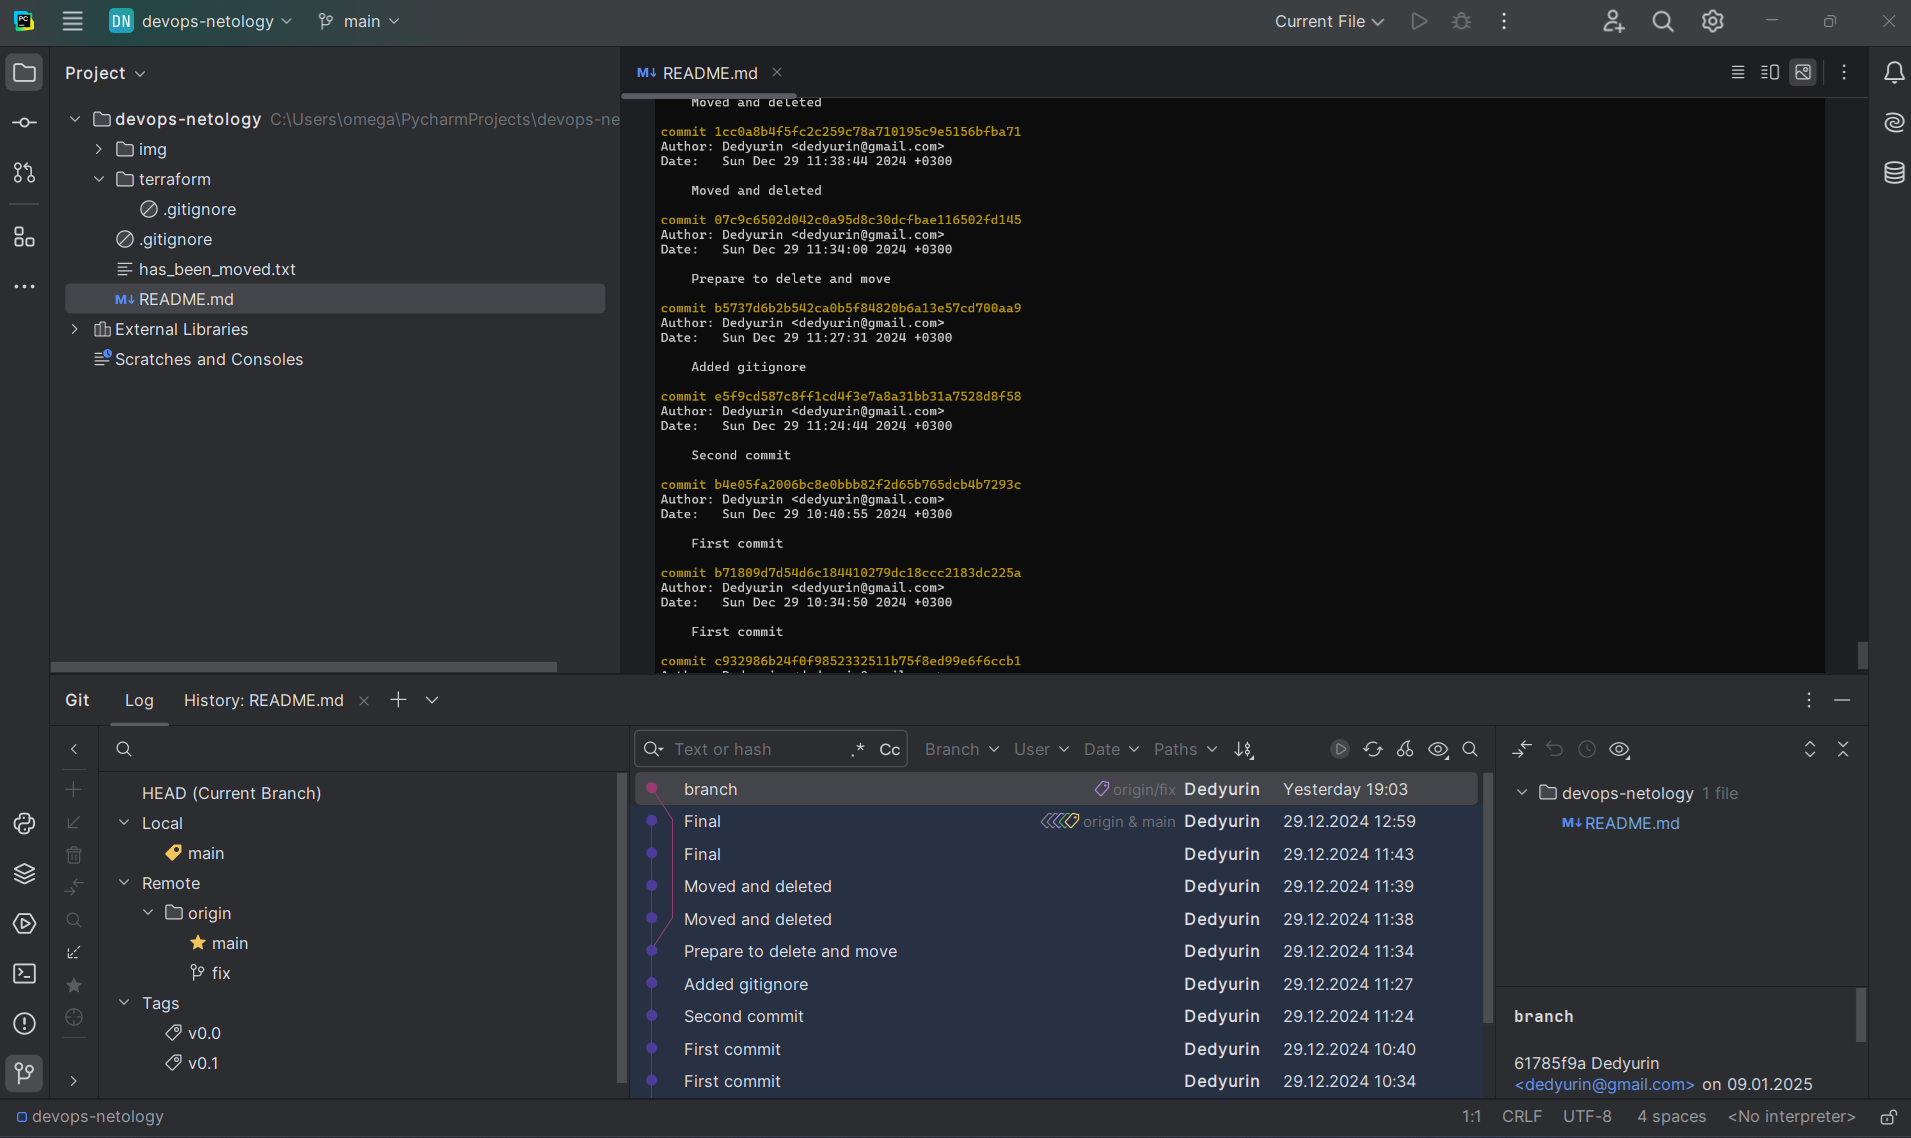 PC
DN devops-netology main
Current File
Project
devops-netology C:\Users\omega\PycharmProjects\devops-ne
img
terraform
.gitignore
.gitignore
has_been_moved.txt
M↓ README.md
External Libraries
Scratches and Consoles
M↓ README.md
Moved and deleted
commit 1cc0a8b4f5fc2c259c78a710195c9e5156bfba71
Author: Dedyurin <dedyurin@gmail.com>
Date: Sun Dec 29 11:38:44 2024 +0300
Moved and deleted
commit 07c9c6502d042c0a95d8c30dcfbae116502fd145
Author: Dedyurin <dedyurin@gmail.com>
Date: Sun Dec 29 11:34:00 2024 +0300
Prepare to delete and move
commit b5737d6b2b542ca0b5f84820b6a13e57cd700aa9
Author: Dedyurin <dedyurin@gmail.com>
Date: Sun Dec 29 11:27:31 2024 +0300
Added gitignore
commit e5f9cd587c8ff1cd4f3e7a8a31bb31a7528d8f58
Author: Dedyurin <dedyurin@gmail.com>
Date: Sun Dec 29 11:24:44 2024 +0300
Second commit
commit b4e05fa2006bc8e0bbb82f2d65b765dcb4b7293c
Author: Dedyurin <dedyurin@gmail.com>
Date: Sun Dec 29 10:40:55 2024 +0300
First commit
commit b71809d7d54d6c184410279dc18ccc2183dc225a
Author: Dedyurin <dedyurin@gmail.com>
Date: Sun Dec 29 10:34:50 2024 +0300
First commit
commit c932986b24f0f9852332511b75f8ed99e6f6ccb1
Git Log History: README.md
HEAD (Current Branch)
Local
main
Remote
origin
main
fix
Tags
v0.0
v0.1
Text or hash .* Cc Branch User Date Paths
branch origin/fix Dedyurin Yesterday 19:03
Final origin & main Dedyurin 29.12.2024 12:59
Final Dedyurin 29.12.2024 11:43
Moved and deleted Dedyurin 29.12.2024 11:39
Moved and deleted Dedyurin 29.12.2024 11:38
Prepare to delete and move Dedyurin 29.12.2024 11:34
Added gitignore Dedyurin 29.12.2024 11:27
Second commit Dedyurin 29.12.2024 11:24
First commit Dedyurin 29.12.2024 10:40
First commit Dedyurin 29.12.2024 10:34
devops-netology 1 file
M↓ README.md
branch
61785f9a Dedyurin
<dedyurin@gmail.com> on 09.01.2025
devops-netology
1:1 CRLF UTF-8 4 spaces <No interpreter>